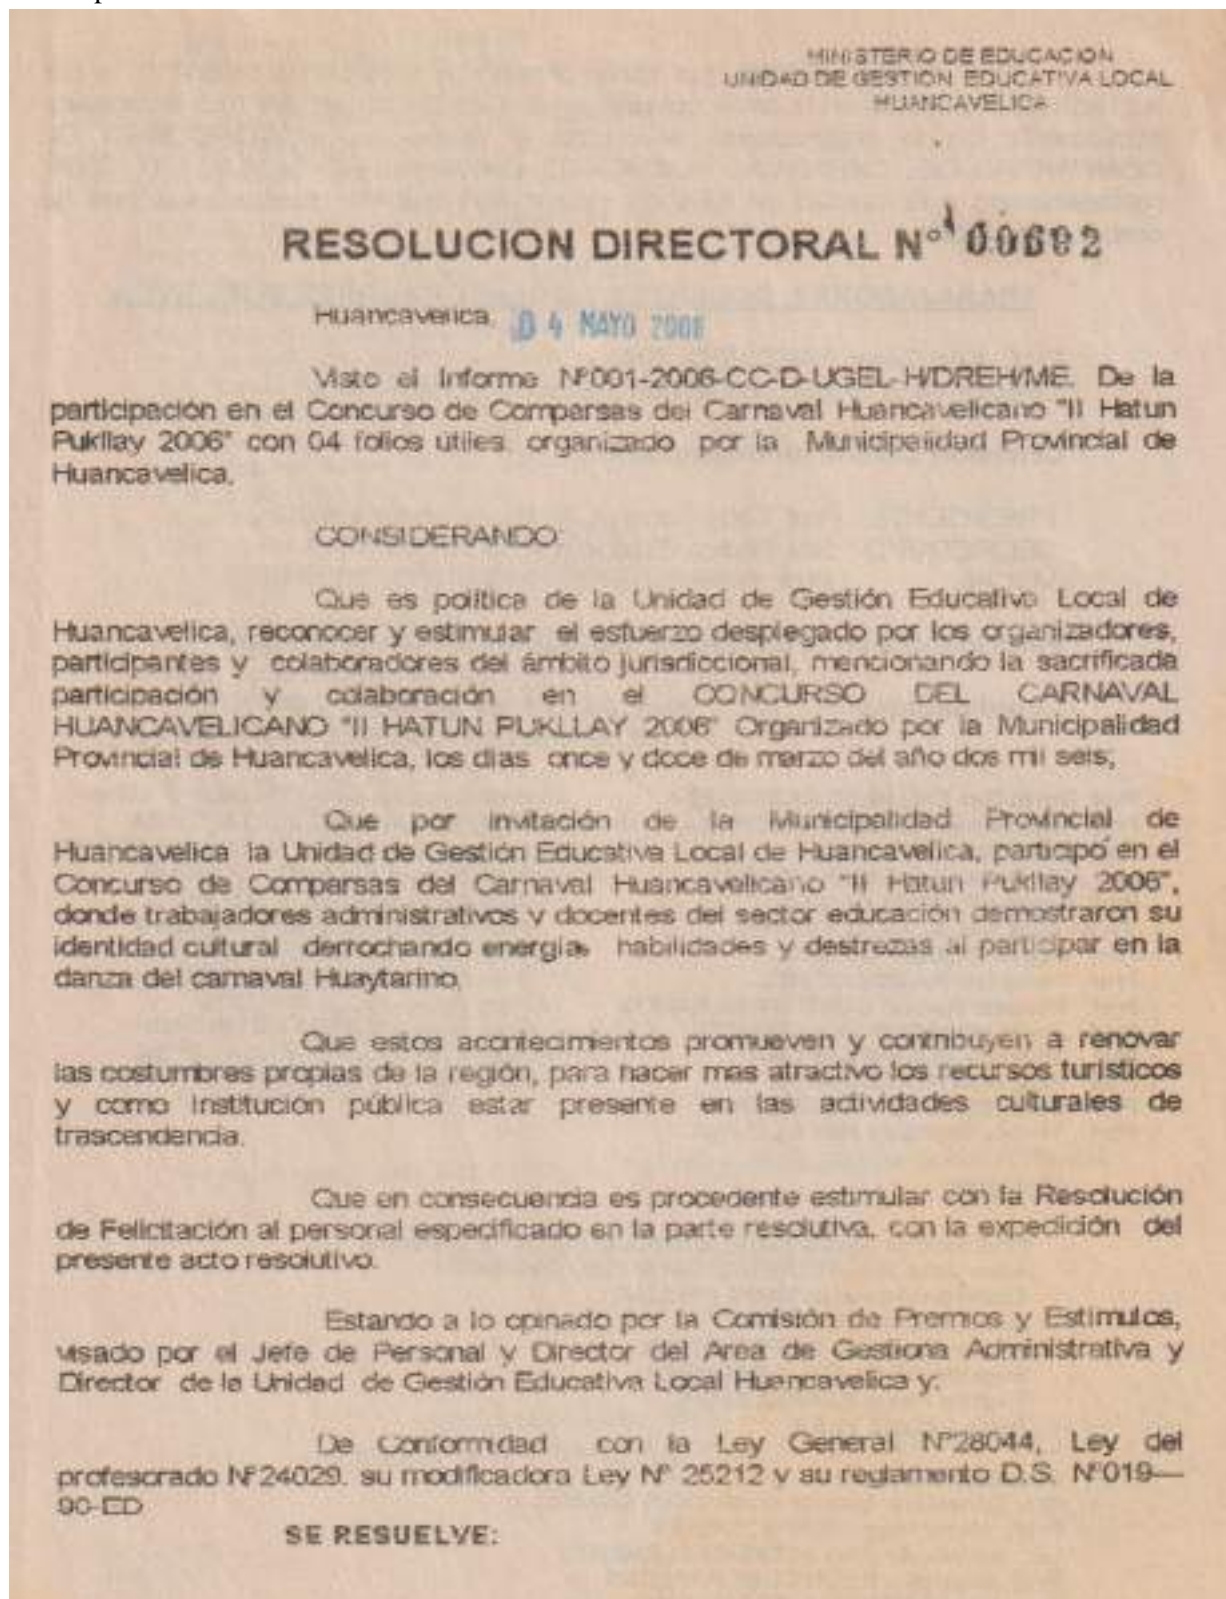 MINISTERIO DE EDUCACION
UNIDAD DE GESTION EDUCATIVA LOCAL
HUANCAVELICA
RESOLUCION DIRECTORAL N° 00692
Huancavelica, 04 MAYO 2006
Visto el Informe N°001-2006-CC-D-UGEL-H/DREH/ME. De la
participación en el Concurso de Comparsas del Carnaval Huancavelicano "II Hatun
Pukllay 2006" con 04 folios útiles, organizado por la Municipalidad Provincial de
Huancavelica,
CONSIDERANDO:
Que es política de la Unidad de Gestión Educativa Local de
Huancavelica, reconocer y estimular el esfuerzo desplegado por los organizadores,
participantes y colaboradores del ámbito jurisdiccional, mencionando la sacrificada
participación y colaboración en el CONCURSO DEL CARNAVAL
HUANCAVELICANO "II HATUN PUKLLAY 2006" Organizado por la Municipalidad
Provincial de Huancavelica, los días once y doce de marzo del año dos mil seis;
Que por invitación de la Municipalidad Provincial de
Huancavelica la Unidad de Gestión Educativa Local de Huancavelica, participó en el
Concurso de Comparsas del Carnaval Huancavelicano "II Hatun Pukllay 2006",
donde trabajadores administrativos y docentes del sector educación demostraron su
identidad cultural derrochando energías habilidades y destrezas al participar en la
danza del carnaval Huaytarino,
Que estos acontecimientos promueven y contribuyen a renovar
las costumbres propias de la región, para hacer mas atractivo los recursos turísticos
y como Institución pública estar presente en las actividades culturales de
trascendencia.
Que en consecuencia es procedente estimular con la Resolución
de Felicitación al personal especificado en la parte resolutiva, con la expedición del
presente acto resolutivo.
Estando a lo opinado por la Comisión de Premios y Estímulos,
visado por el Jefe de Personal y Director del Area de Gestiona Administrativa y
Director de la Unidad de Gestión Educativa Local Huancavelica y;
De Conformidad con la Ley General N°28044, Ley del
profesorado N°24029, su modificadora Ley N° 25212 y su reglamento D.S. N°019—
90-ED
SE RESUELVE: